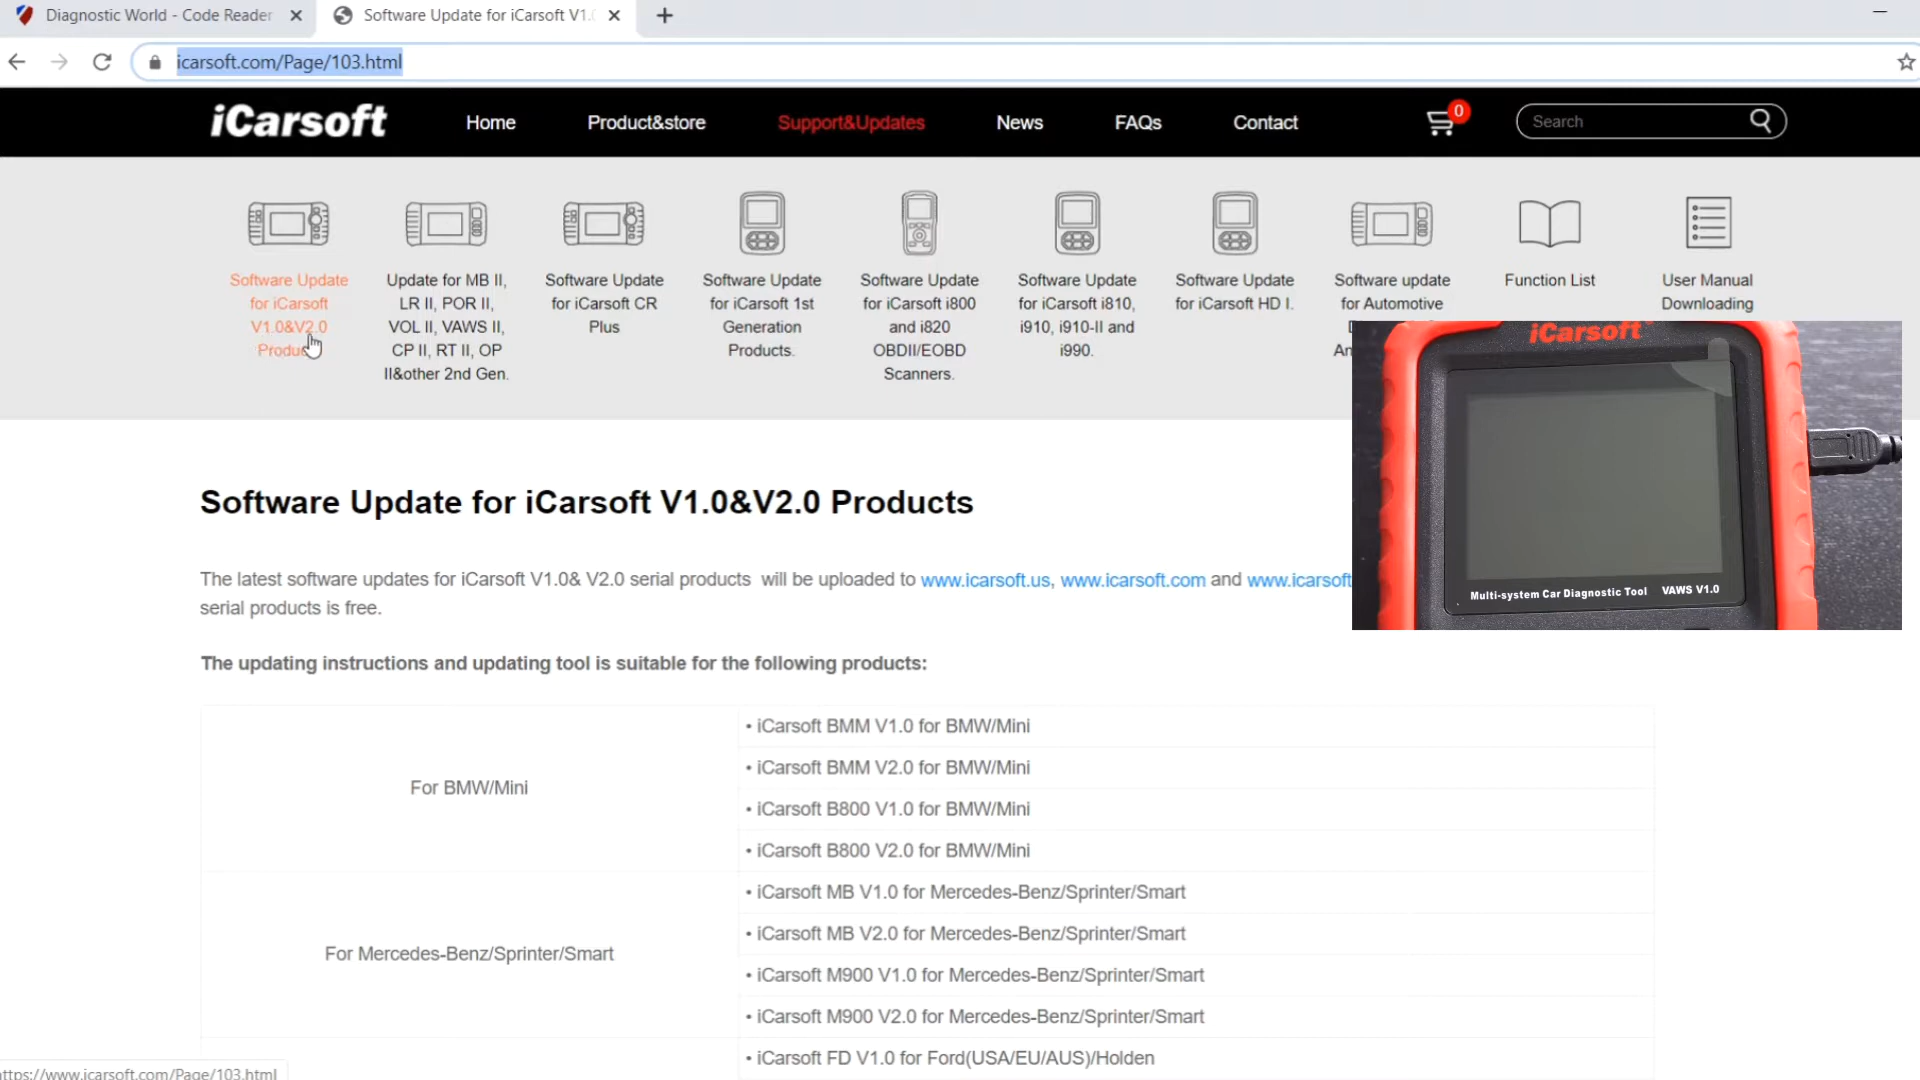 Diagnostic World - Code Reader
Software Update for iCarsoft V1.
icarsoft.com/Page/103.html
iCarsoft
Home
Product&store
Support&Updates
News
FAQs
Contact
0
Search
Software Update
for iCarsoft
V1.0&V2.0
Update for MB II,
LR II, POR II,
VOL II, VAWS II,
CP II, RT II, OP
II&other 2nd Gen.
Software Update
for iCarsoft CR
Plus
Software Update
for iCarsoft 1st
Generation
Products.
Software Update
for iCarsoft i800
and i820
OBDII/EOBD
Scanners.
Software Update
for iCarsoft i810,
i910, i910-II and
i990.
Software Update
for iCarsoft HD I.
Software update
for Automotive
Function List
User Manual
Downloading
iCarsoft
Multi-system Car Diagnostic Tool VAWS V1.0
Software Update for iCarsoft V1.0&V2.0 Products
The latest software updates for iCarsoft V1.0& V2.0 serial products will be uploaded to www.icarsoft.us, www.icarsoft.com and www.icarsoft
serial products is free.
The updating instructions and updating tool is suitable for the following products:
For BMW/Mini
• iCarsoft BMM V1.0 for BMW/Mini
• iCarsoft BMM V2.0 for BMW/Mini
• iCarsoft B800 V1.0 for BMW/Mini
• iCarsoft B800 V2.0 for BMW/Mini
For Mercedes-Benz/Sprinter/Smart
• iCarsoft MB V1.0 for Mercedes-Benz/Sprinter/Smart
• iCarsoft MB V2.0 for Mercedes-Benz/Sprinter/Smart
• iCarsoft M900 V1.0 for Mercedes-Benz/Sprinter/Smart
• iCarsoft M900 V2.0 for Mercedes-Benz/Sprinter/Smart
• iCarsoft FD V1.0 for Ford(USA/EU/AUS)/Holden
ttps://www.icarsoft.com/Page/103.html